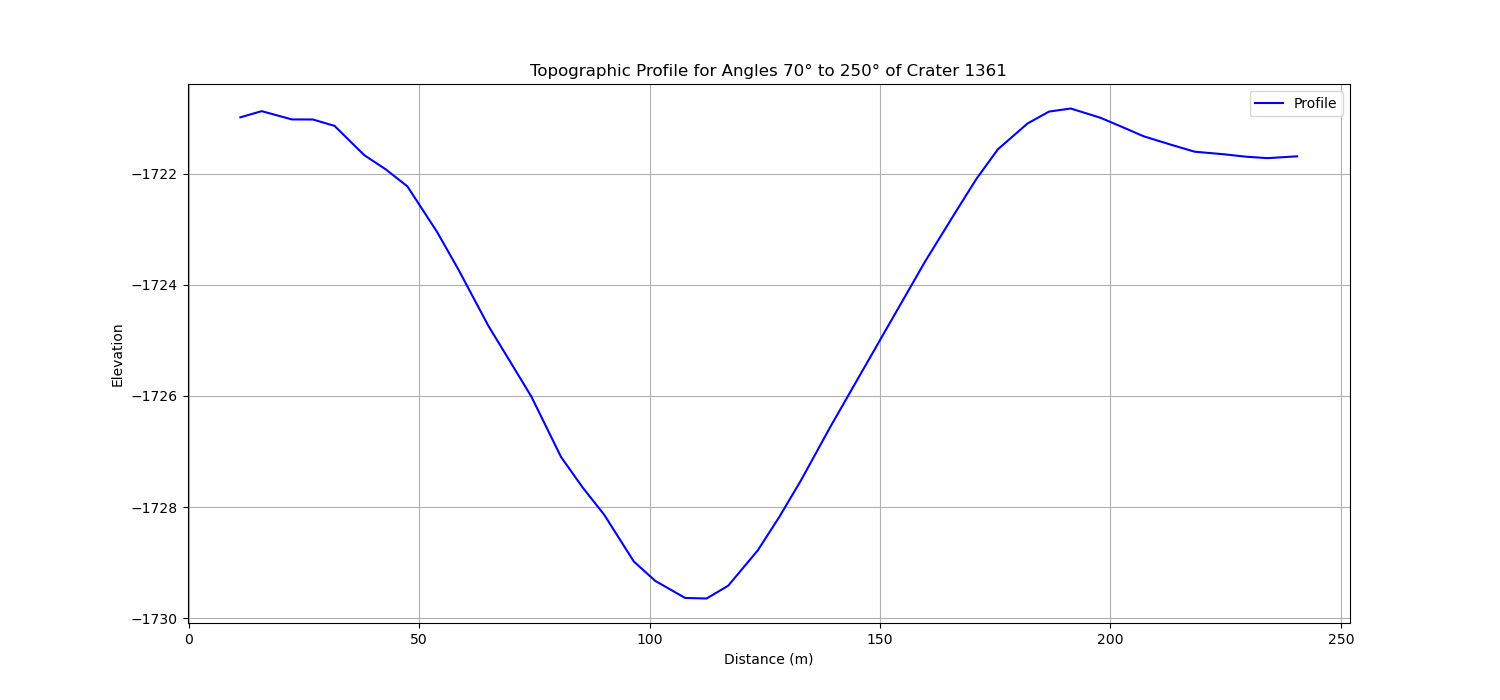 Topographic Profile for Angles 70° to 250° of Crater 1361
Profile
−1722
−1724
−1726
−1728
−1730
Elevation
0 50 100 150 200 250
Distance (m)